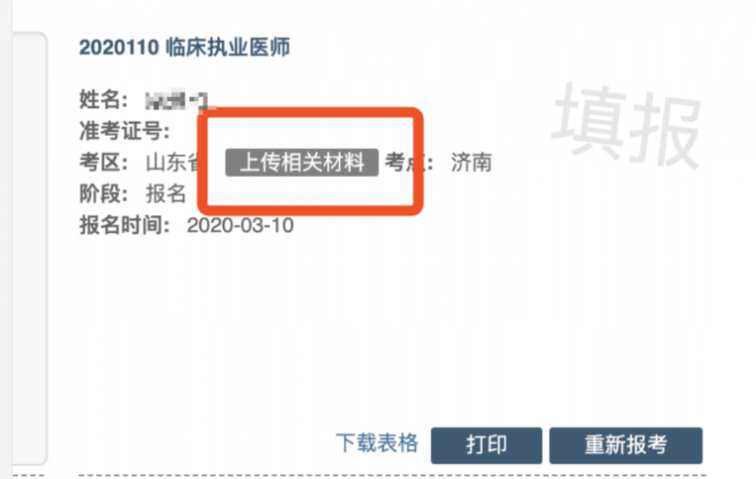 2020110 临床执业医师
填报
姓名：
准考证号：
考区： 山东省 上传相关材料 考点： 济南
阶段： 报名
报名时间： 2020-03-10
下载表格 打印 重新报考